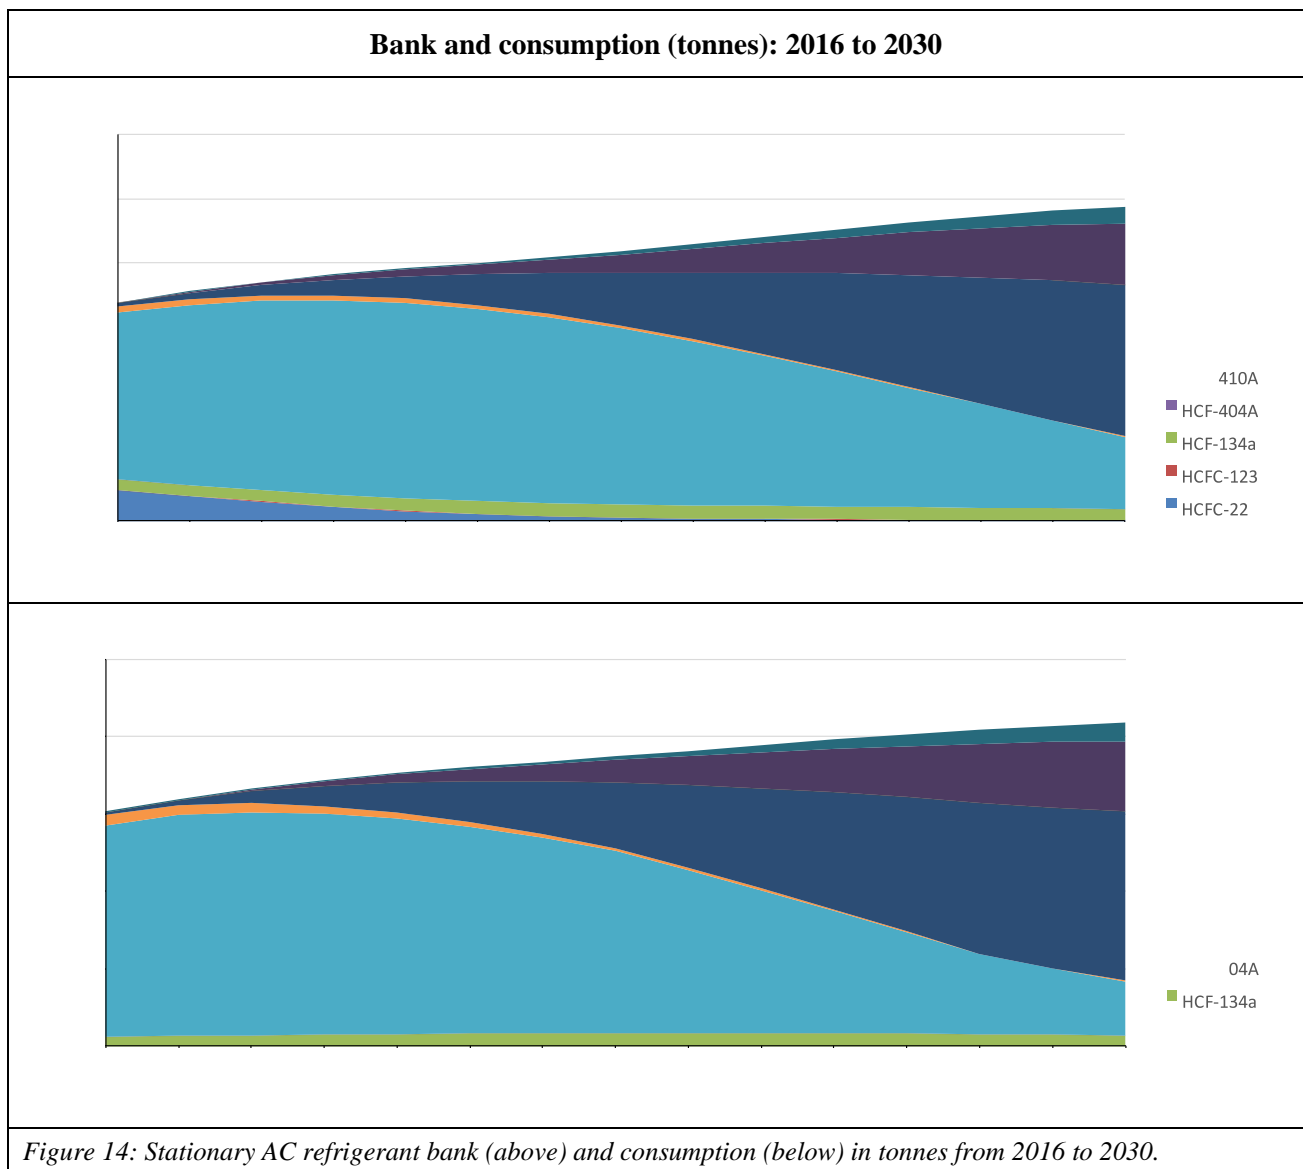 Bank and consumption (tonnes): 2016 to 2030
410A
HCF-404A
HCF-134a
HCFC-123
HCFC-22
04A
HCF-134a
Figure 14: Stationary AC refrigerant bank (above) and consumption (below) in tonnes from 2016 to 2030.